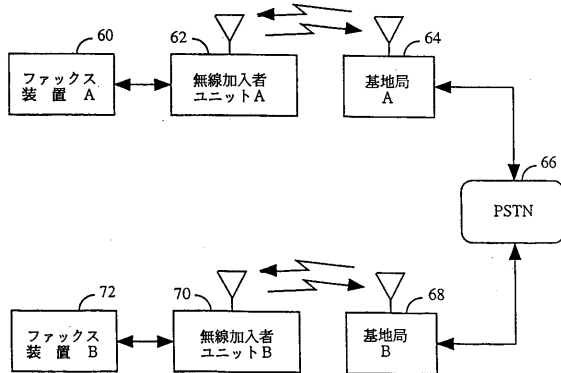 60
62
64
ファックス
装 置 A
無線加入者
ユニットA
基地局
A
66
PSTN
72
70
68
ファックス
装 置 B
無線加入者
ユニットB
基地局
B